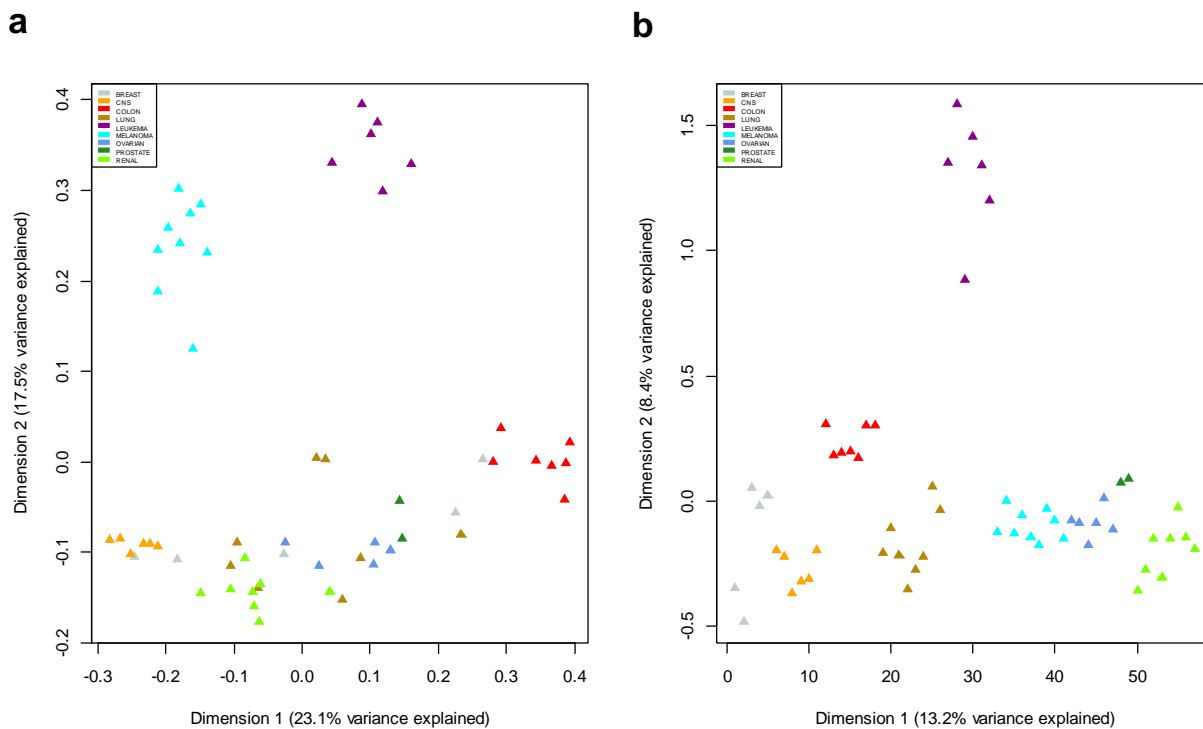 a
BREAST
CNS
COLON
LUNG
LEUKEMIA
MELANOMA
OVARIAN
PROSTATE
RENAL
0.4
0.3
0.2
0.1
0.0
-0.1
-0.2
Dimension 2 (17.5% variance explained)
-0.3 -0.2 -0.1 0.0 0.1 0.2 0.3 0.4
Dimension 1 (23.1% variance explained)
b
BREAST
CNS
COLON
LUNG
LEUKEMIA
MELANOMA
OVARIAN
PROSTATE
RENAL
1.5
1.0
0.5
0.0
-0.5
Dimension 2 (8.4% variance explained)
0 10 20 30 40 50
Dimension 1 (13.2% variance explained)